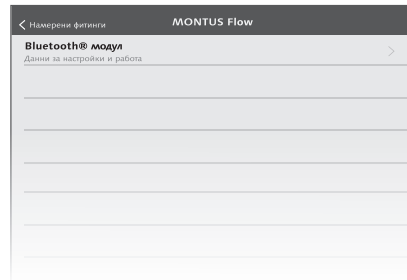 Намерени фитинги
MONTUS Flow
Bluetooth® модул
Данни за настройки и работа